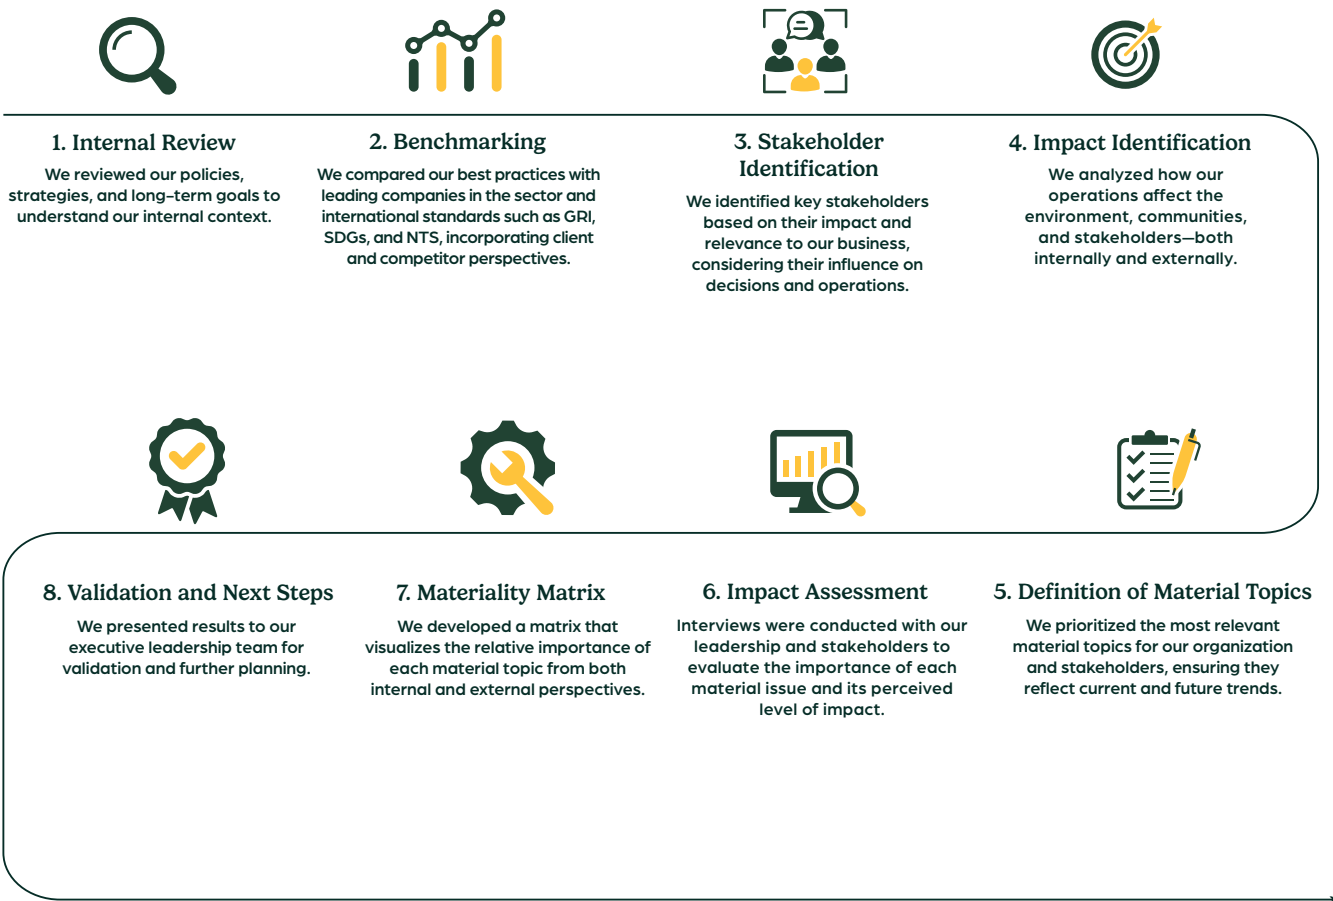 1. Internal Review
We reviewed our policies,
strategies, and long-term goals to
understand our internal context.
2. Benchmarking
We compared our best practices with
leading companies in the sector and
international standards such as GRI,
SDGs, and NTS, incorporating client
and competitor perspectives.
3. Stakeholder
Identification
We identified key stakeholders
based on their impact and
relevance to our business,
considering their influence on
decisions and operations.
4. Impact Identification
We analyzed how our
operations affect the
environment, communities,
and stakeholders—both
internally and externally.
5. Definition of Material Topics
We prioritized the most relevant
material topics for our organization
and stakeholders, ensuring they
reflect current and future trends.
6. Impact Assessment
Interviews were conducted with our
leadership and stakeholders to
evaluate the importance of each
material issue and its perceived
level of impact.
7. Materiality Matrix
We developed a matrix that
visualizes the relative importance of
each material topic from both
internal and external perspectives.
8. Validation and Next Steps
We presented results to our
executive leadership team for
validation and further planning.